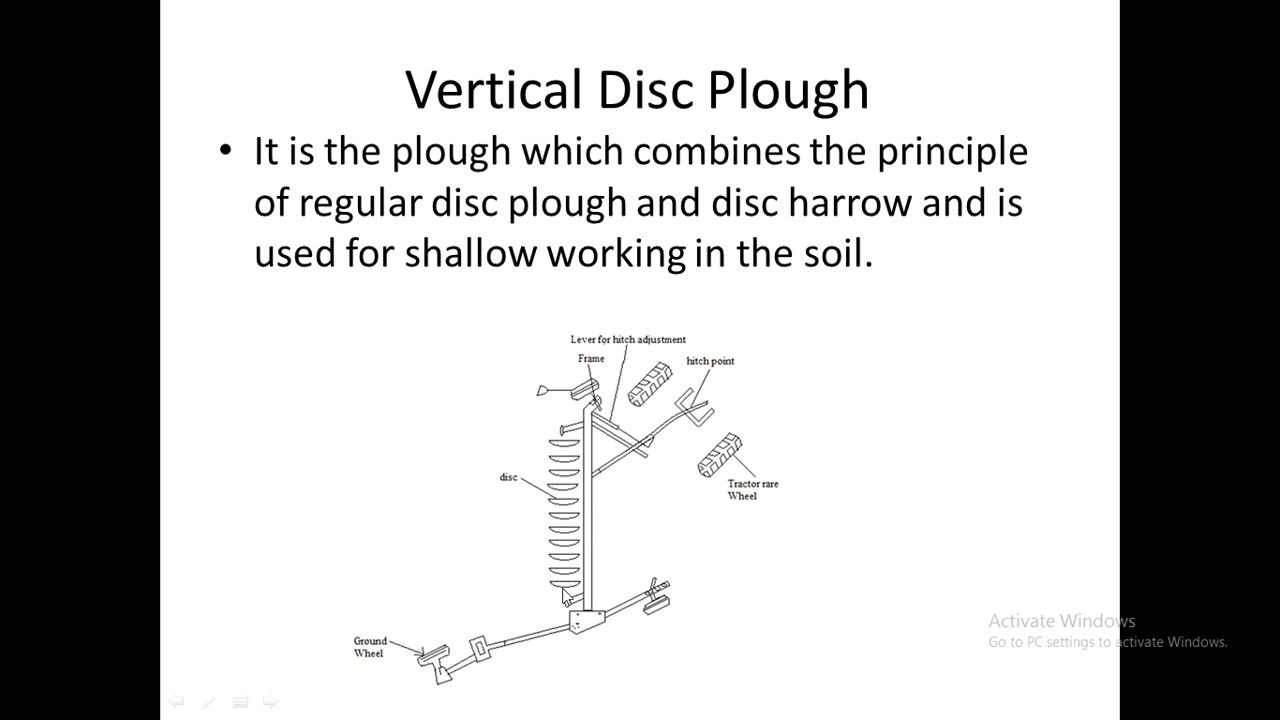 Vertical Disc Plough
• It is the plough which combines the principle
of regular disc plough and disc harrow and is
used for shallow working in the soil.
Lever for hitch adjustment
Frame
hitch point
disc
Tractor rare
Wheel
Ground
Wheel
Activate Windows
Go to PC settings to activate Windows.